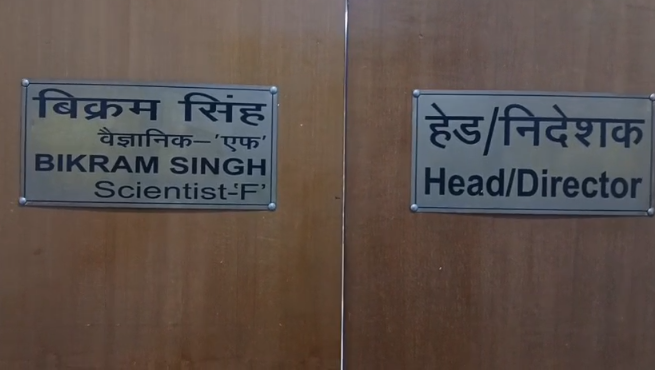 बिक्रम सिंह
वैज्ञानिक–'एफ'
BIKRAM SINGH
Scientist-'F'
हेड/निदेशक
Head/Director